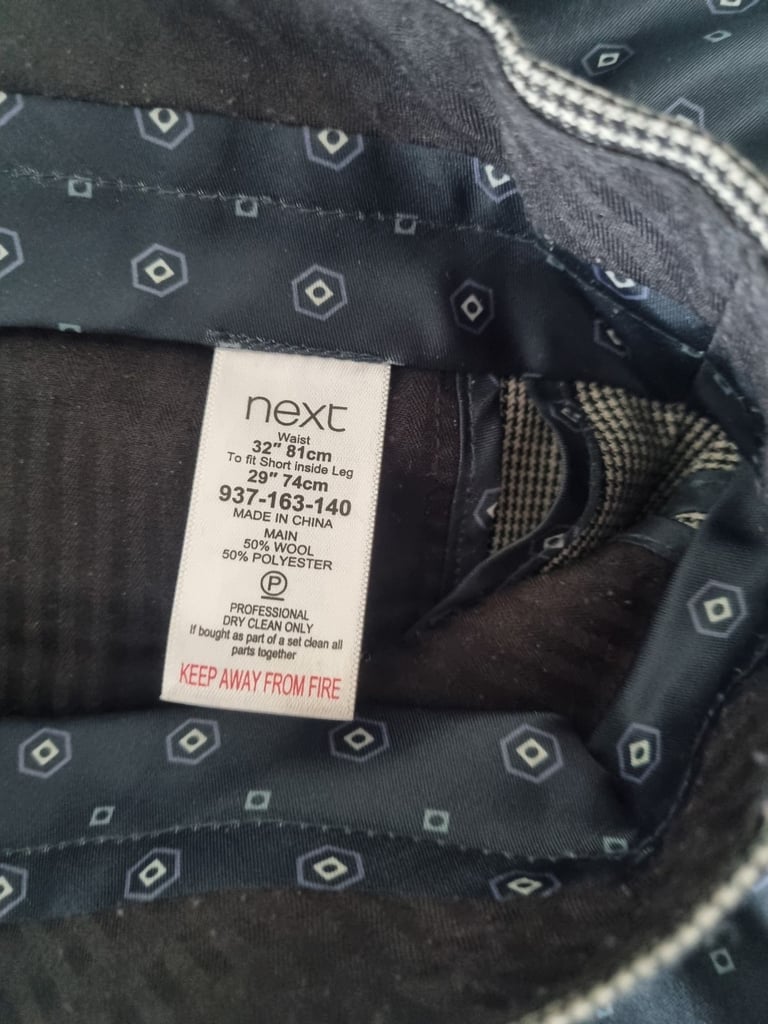 next
Waist
32" 81cm
To fit Short inside Leg
29" 74cm
937-163-140
MADE IN CHINA
MAIN
50% WOOL
50% POLYESTER
P
PROFESSIONAL
DRY CLEAN ONLY
If bought as part of a set clean all
parts together
KEEP AWAY FROM FIRE